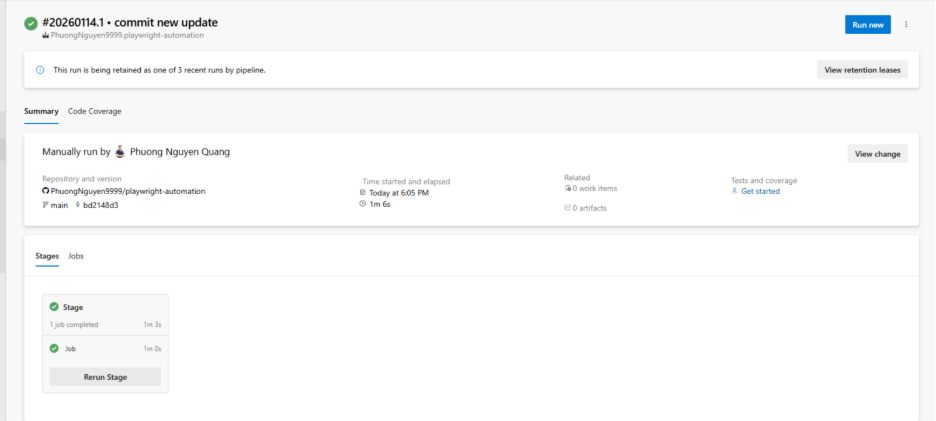 #20260114.1 • commit new update
PhuongNguyen9999.playwright-automation
Run new
This run is being retained as one of 3 recent runs by pipeline.
View retention leases
Summary
Code Coverage
Manually run by Phuong Nguyen Quang
View change
Repository and version
PhuongNguyen9999/playwright-automation
main bd2148d3
Time started and elapsed
Today at 6:05 PM
1m 6s
Related
0 work items
0 artifacts
Tests and coverage
Get started
Stages
Jobs
Stage
1 job completed 1m 3s
Job 1m 0s
Rerun Stage